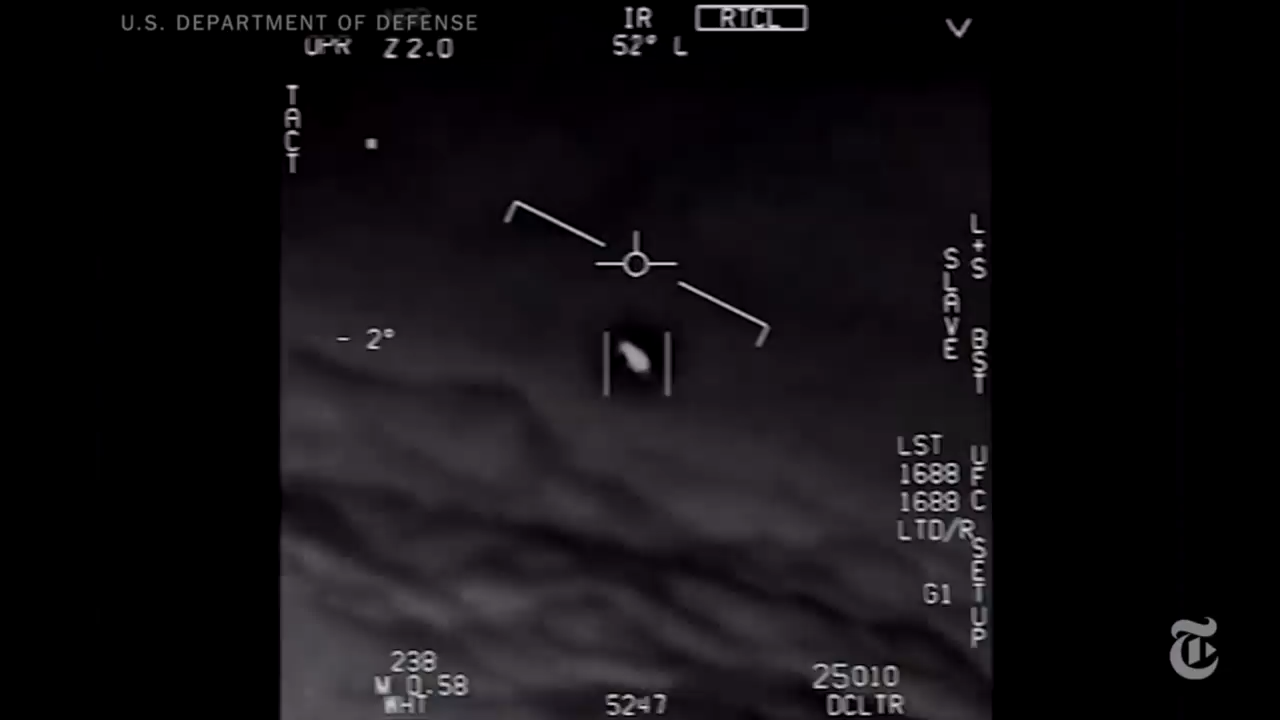 U.S. DEPARTMENT OF DEFENSE
IR
RTCL
OPR Z 2.0
52° L
TACT
- 2°
L+S
SLAVE
BST
LST
1688
1688
LTD/R
UFC
SETUP
G1
238
M 0.58
WHT
5247
25010
DCLTR
T